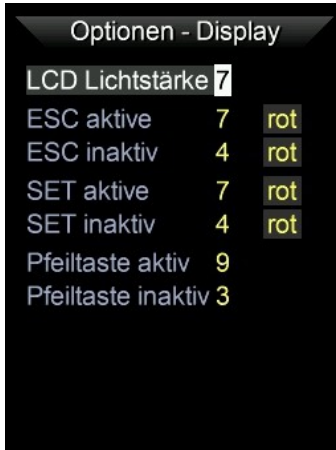 Optionen - Display
LCD Lichtstärke 7
ESC aktive 7 rot
ESC inaktiv 4 rot
SET aktive 7 rot
SET inaktiv 4 rot
Pfeiltaste aktiv 9
Pfeiltaste inaktiv 3